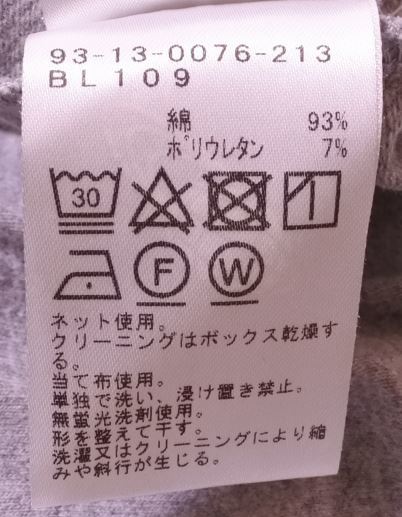 93-13-0076-213
BL109
綿 93%
ポリウレタン 7%
30
F W
ネット使用。
クリーニングはボックス乾燥す
る。
当て布使用。
単独で洗い、浸け置き禁止。
無蛍光洗剤使用。
形を整えて干す。
洗濯又はクリーニングにより縮
みや斜行が生じる。